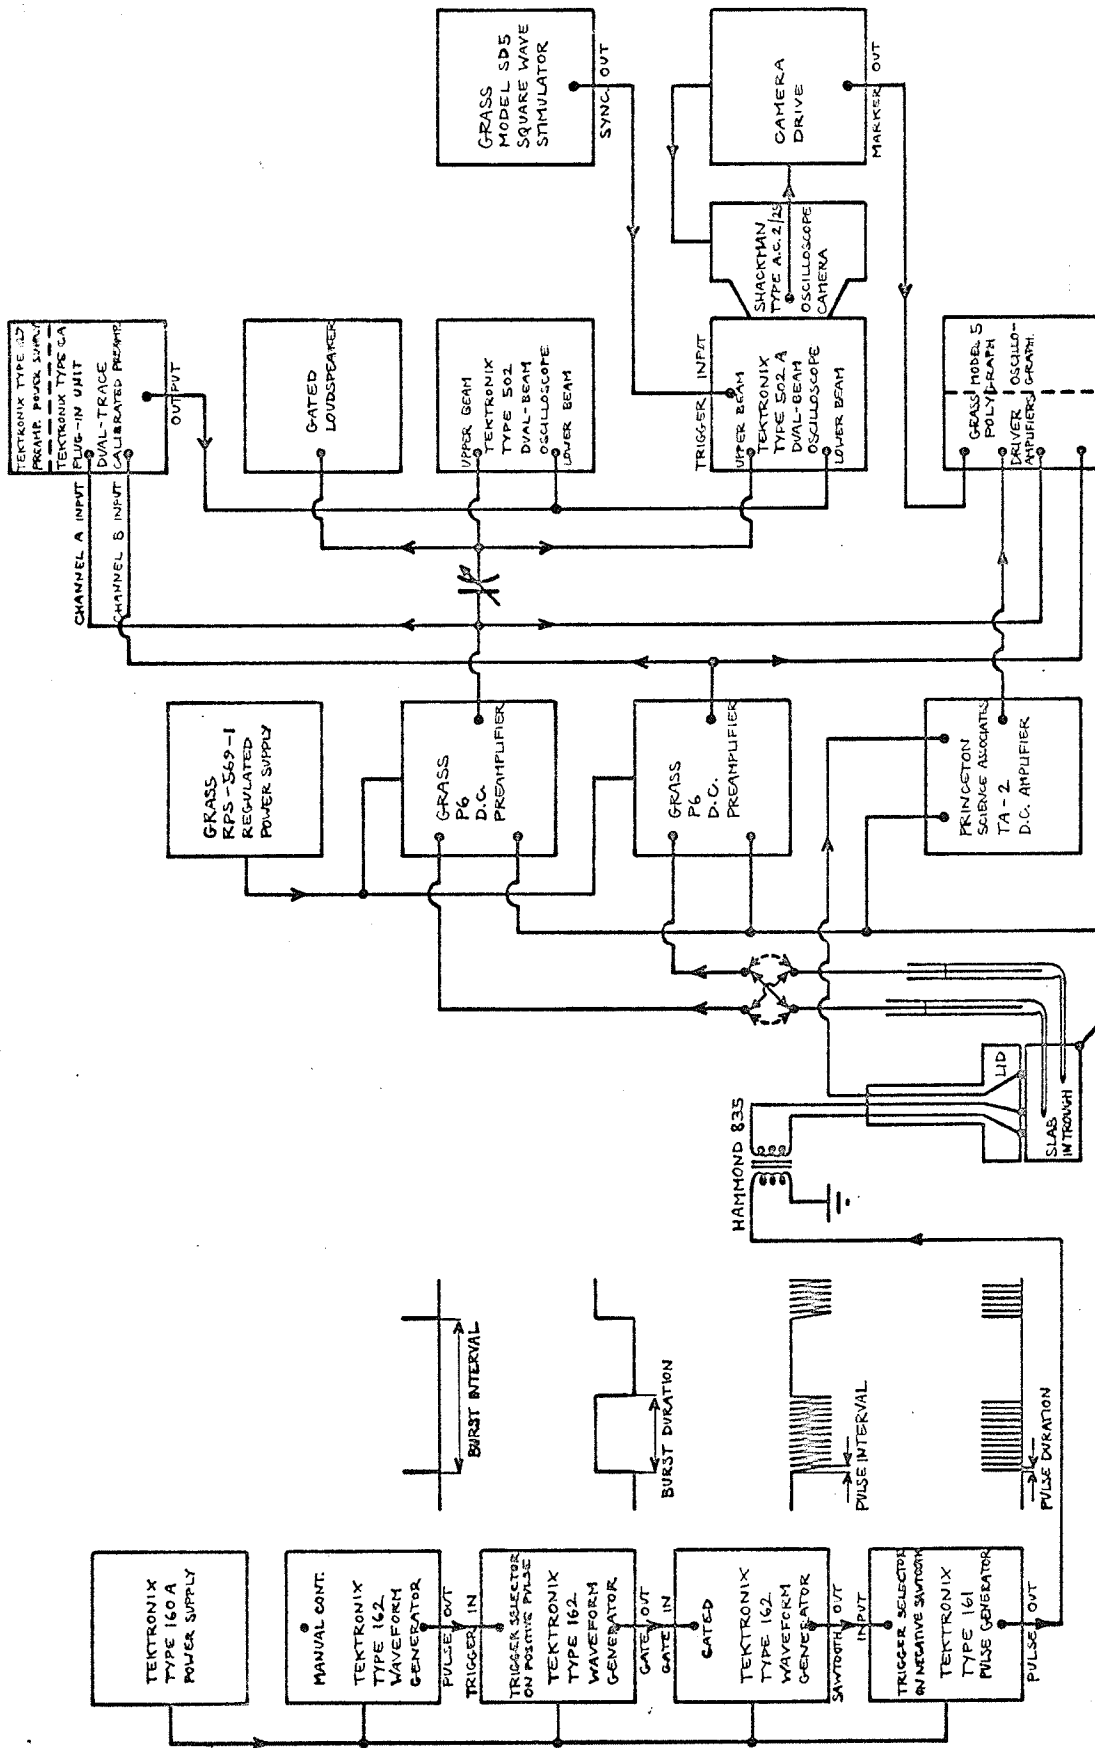 GRASS
MODEL SD5
SQUARE WAVE
STIMULATOR
SYNC. OUT
CAMERA
DRIVE
MARKER OUT
SHACKMAN
TYPE A.C. 2/25
OSCILLOSCOPE
CAMERA
TEKTRONIX TYPE 127
PREAMP. POWER SUPPLY
TEKTRONIX TYPE CA
PLUG-IN UNIT
DUAL-TRACE
CALIBRATED PREAMP.
OUTPUT
CHANNEL A INPUT
CHANNEL B INPUT
GATED
LOUDSPEAKER
UPPER BEAM
TEKTRONIX
TYPE 502
DUAL-BEAM
OSCILLOSCOPE
LOWER BEAM
TRIGGER INPUT
UPPER BEAM
TEKTRONIX
TYPE 502 A
DUAL-BEAM
OSCILLOSCOPE
LOWER BEAM
GRASS MODEL 5
POLYGRAPH
DRIVER OSCILLO-
AMPLIFIERS GRAPH.
GRASS
RPS-569-1
REGULATED
POWER SUPPLY
GRASS
P6
D.C.
PREAMPLIFIER
GRASS
P6
D.C.
PREAMPLIFIER
PRINCETON
SCIENCE ASSOCIATES
TA-2
D.C. AMPLIFIER
HAMMOND 835
LID
SLAB
IN TROUGH
BURST INTERVAL
BURST DURATION
PULSE INTERVAL
PULSE DURATION
TEKTRONIX
TYPE 160 A
POWER SUPPLY
MANUAL CONT.
TEKTRONIX
TYPE 162
WAVEFORM
GENERATOR
PULSE OUT
TRIGGER IN
TRIGGER SELECTOR
ON POSITIVE PULSE
TEKTRONIX
TYPE 162
WAVEFORM
GENERATOR
GATE OUT
GATE IN
GATED
TEKTRONIX
TYPE 162
WAVEFORM
GENERATOR
SAWTOOTH OUT
INPUT
TRIGGER SELECTOR
ON NEGATIVE SAWTOOTH
TEKTRONIX
TYPE 161
PULSE GENERATOR
PULSE OUT